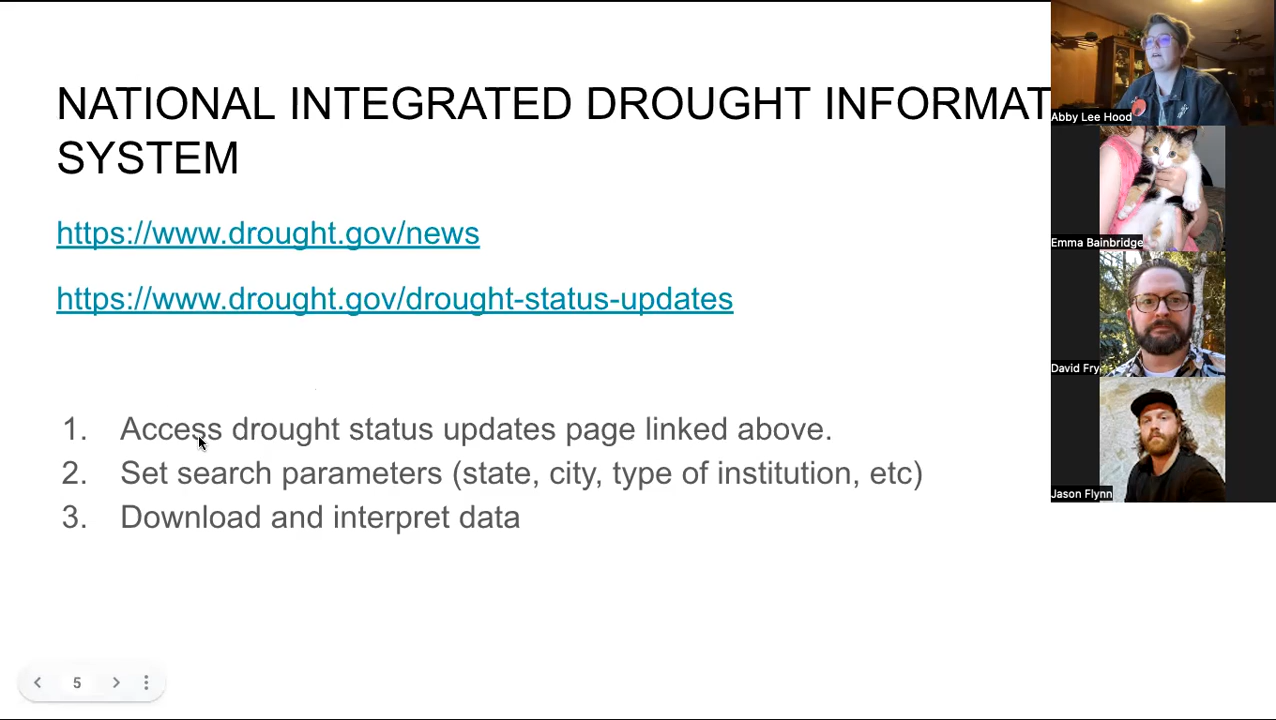 NATIONAL INTEGRATED DROUGHT INFORMAT
SYSTEM
https://www.drought.gov/news
https://www.drought.gov/drought-status-updates
1. Access drought status updates page linked above.
2. Set search parameters (state, city, type of institution, etc)
3. Download and interpret data
5
Abby Lee Hood
Emma Bainbridge
David Fry
Jason Flynn